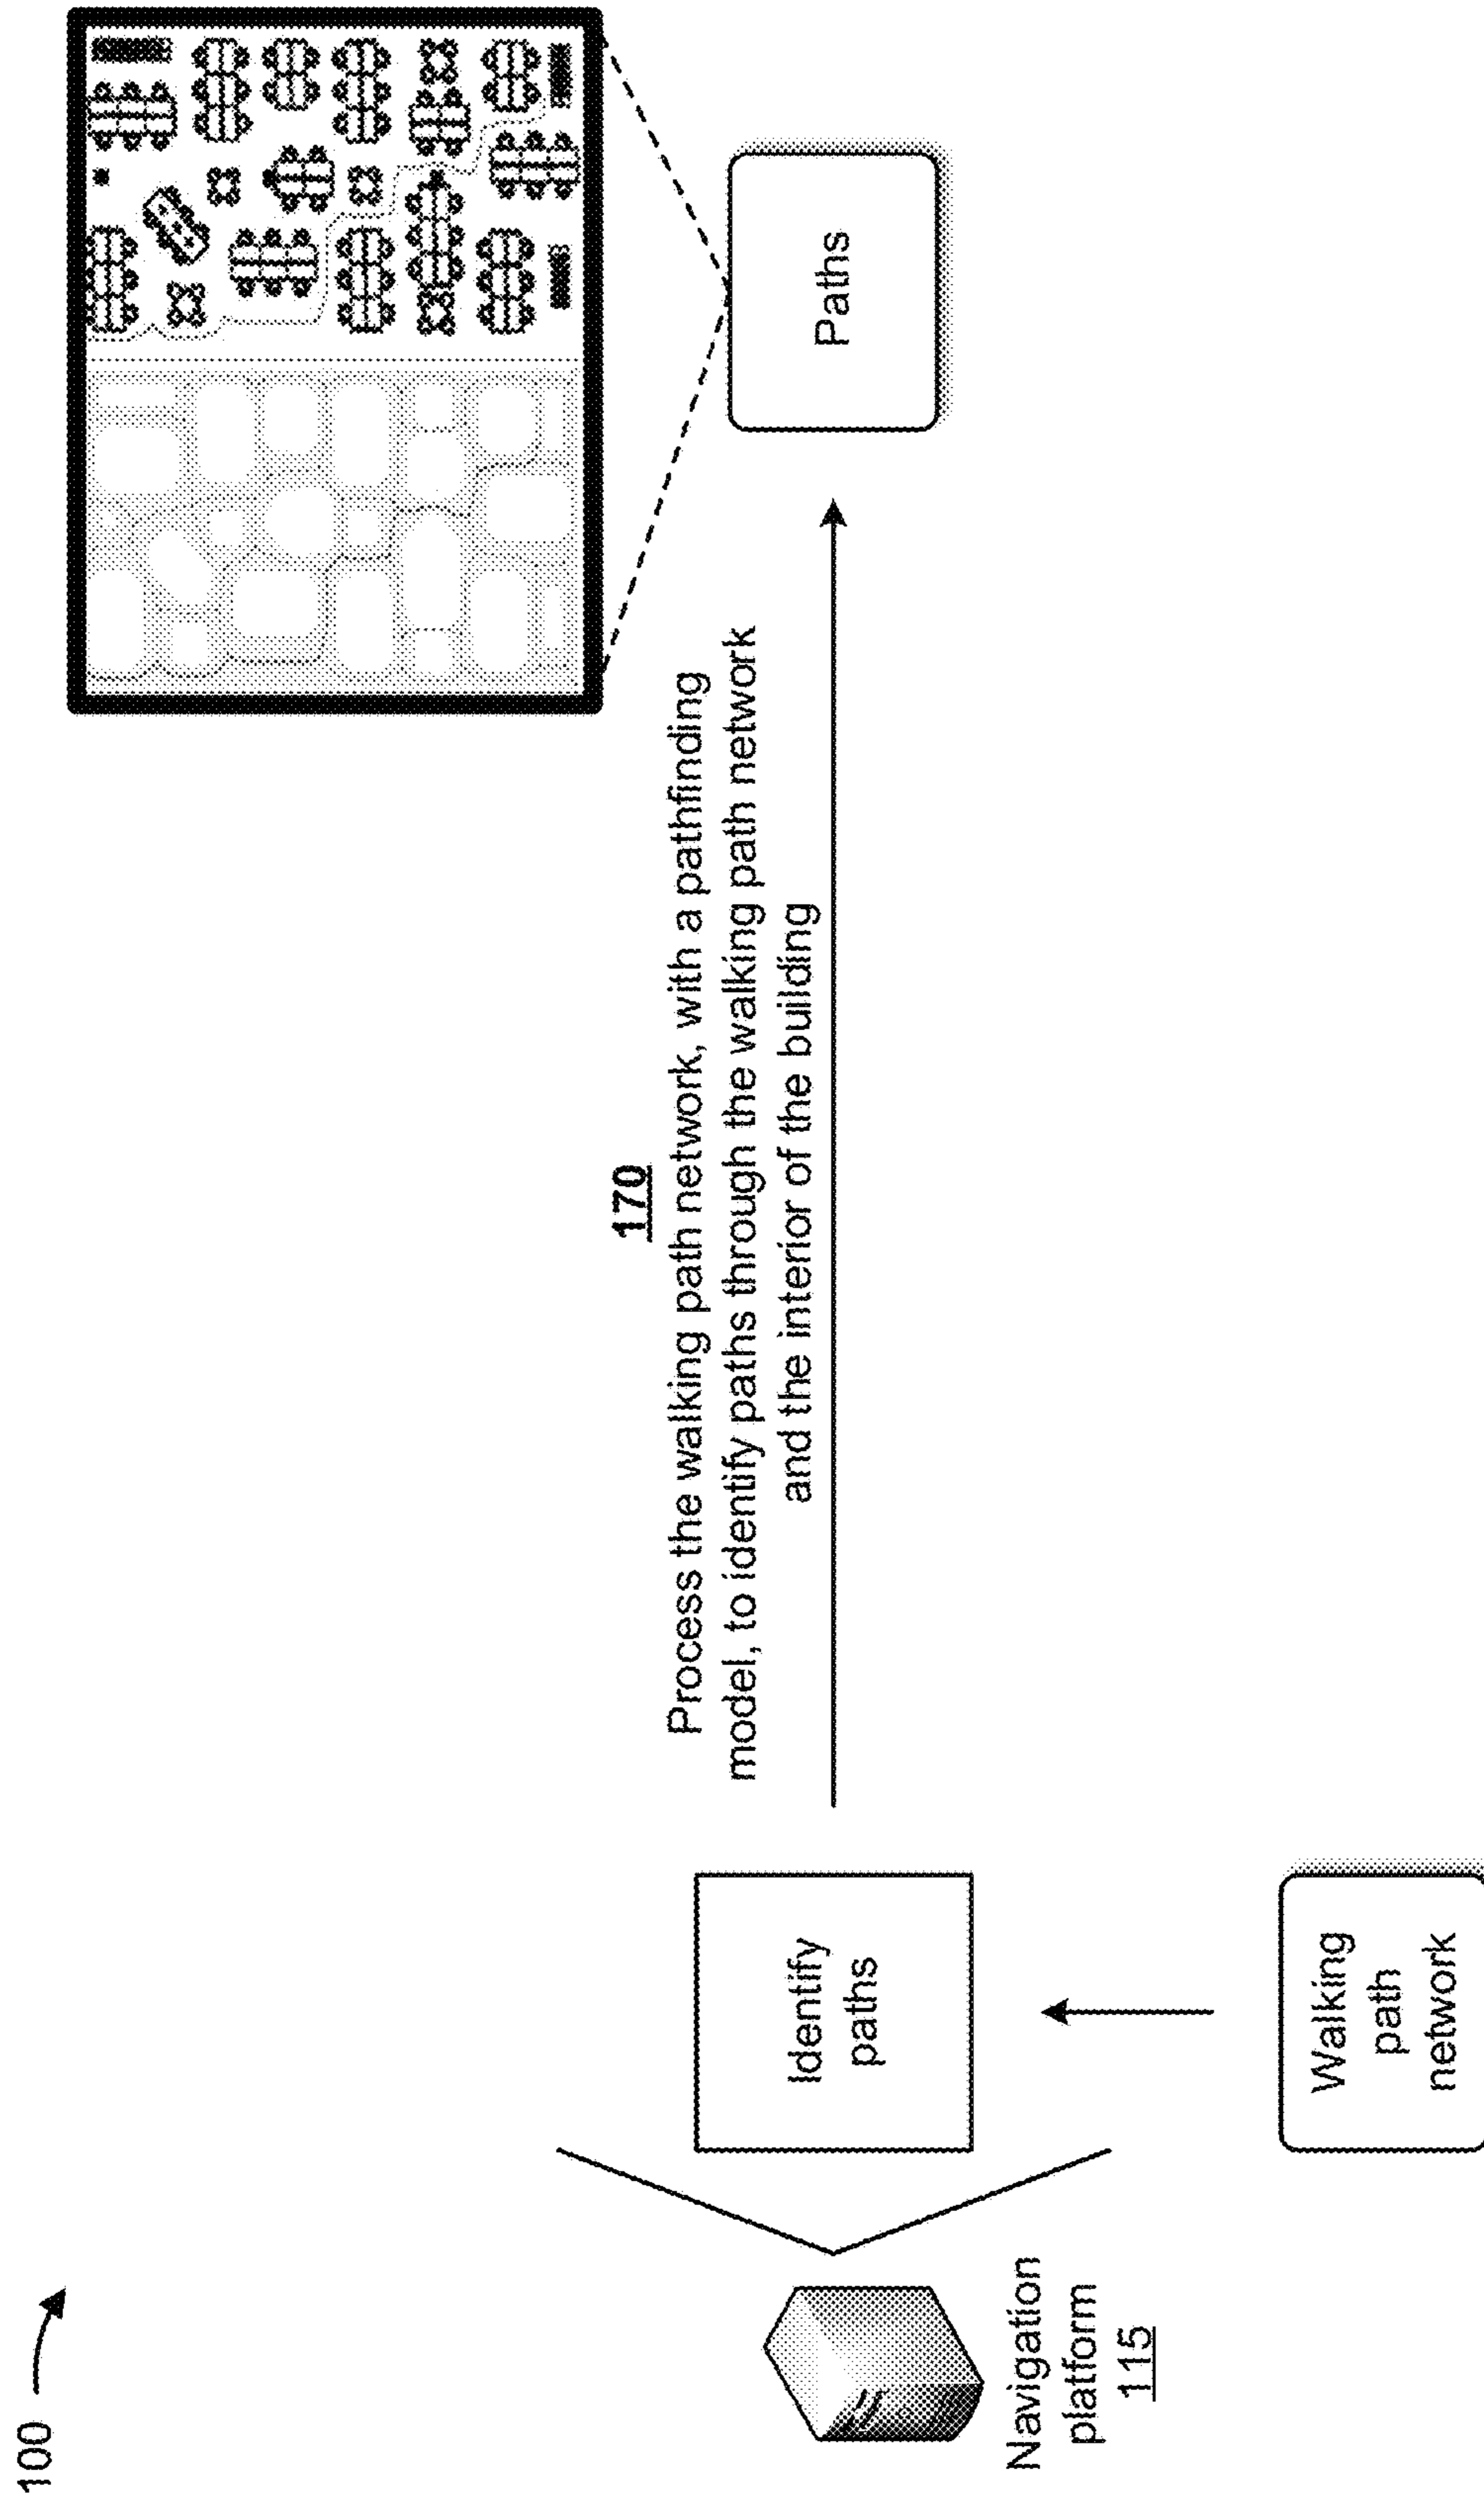 100
170
Process the walking path network, with a pathfinding
model, to identify paths through the walking path network
and the interior of the building
Identify
paths
Paths
Navigation
platform
115
Walking
path
network